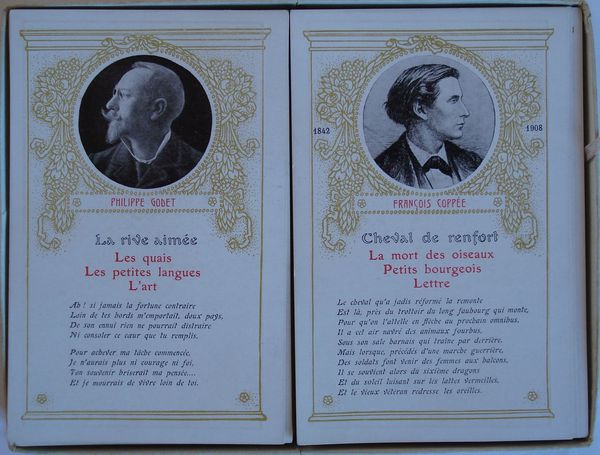 PHILIPPE GODET
La rive aimée
Les quais
Les petites langues
L'art
Ah ! si jamais la fortune contraire
Loin de tes bords m'emportait, doux pays,
De son ennui rien ne pourrait distraire
Ni consoler ce cœur que tu remplis.
Pour achever ma tâche commencée,
Je n'aurais plus ni courage ni foi,
Ton souvenir briserait ma pensée....
Et je mourrais de vivre loin de toi.
1842
1908
FRANÇOIS COPPÉE
Cheval de renfort
La mort des oiseaux
Petits bourgeois
Lettre
Le cheval qu'a jadis réformé la remonte
Est là, près du trottoir du long faubourg qui monte,
Pour qu'on l'attelle en flèche au prochain omnibus.
Il a cet air navré des animaux fourbus.
Sous son sale barnais qui traîne par derrière.
Mais lorsque, précédés d'une marche guerrière,
Des soldats font venir des femmes aux balcons,
Il se souvient alors du sixième dragons
Et du soleil luisant sur les lattes vermeilles,
Et le vieux vétéran redresse les oreilles.